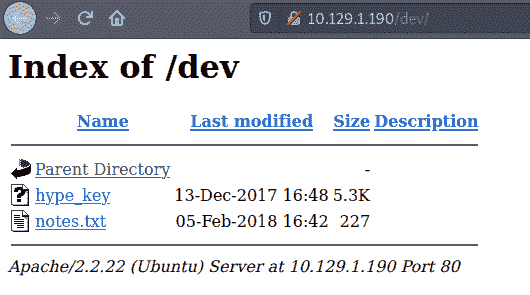 10.129.1.190/dev/
Index of /dev
Name Last modified Size Description
Parent Directory -
hype_key 13-Dec-2017 16:48 5.3K
notes.txt 05-Feb-2018 16:42 227
Apache/2.2.22 (Ubuntu) Server at 10.129.1.190 Port 80